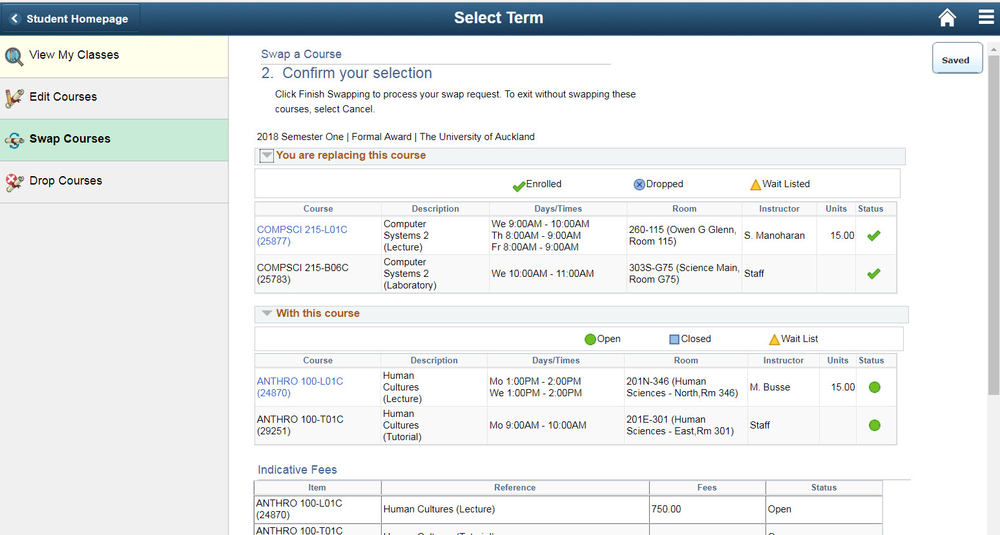 Student Homepage
Select Term
View My Classes
Edit Courses
Swap Courses
Drop Courses
Saved
Swap a Course
2. Confirm your selection
Click Finish Swapping to process your swap request. To exit without swapping these
courses, select Cancel.
2018 Semester One | Formal Award | The University of Auckland
You are replacing this course
Enrolled Dropped Wait Listed
Course Description Days/Times Room Instructor Units Status
COMPSCI 215-L01C
(25877)
Computer
Systems 2
(Lecture)
We 9:00AM - 10:00AM
Th 8:00AM - 9:00AM
Fr 8:00AM - 9:00AM
260-115 (Owen G Glenn,
Room 115)
S. Manoharan
15.00
COMPSCI 215-B06C
(25783)
Computer
Systems 2
(Laboratory)
We 10:00AM - 11:00AM
303S-G75 (Science Main,
Room G75)
Staff
With this course
Open Closed Wait List
Course Description Days/Times Room Instructor Units Status
ANTHRO 100-L01C
(24870)
Human
Cultures
(Lecture)
Mo 1:00PM - 2:00PM
We 1:00PM - 2:00PM
201N-346 (Human
Sciences - North,Rm 346)
M. Busse
15.00
ANTHRO 100-T01C
(29251)
Human
Cultures
(Tutorial)
Mo 9:00AM - 10:00AM
201E-301 (Human
Sciences - East,Rm 301)
Staff
Indicative Fees
Item Reference Fees Status
ANTHRO 100-L01C
(24870)
Human Cultures (Lecture)
750.00
Open
ANTHRO 100-T01C